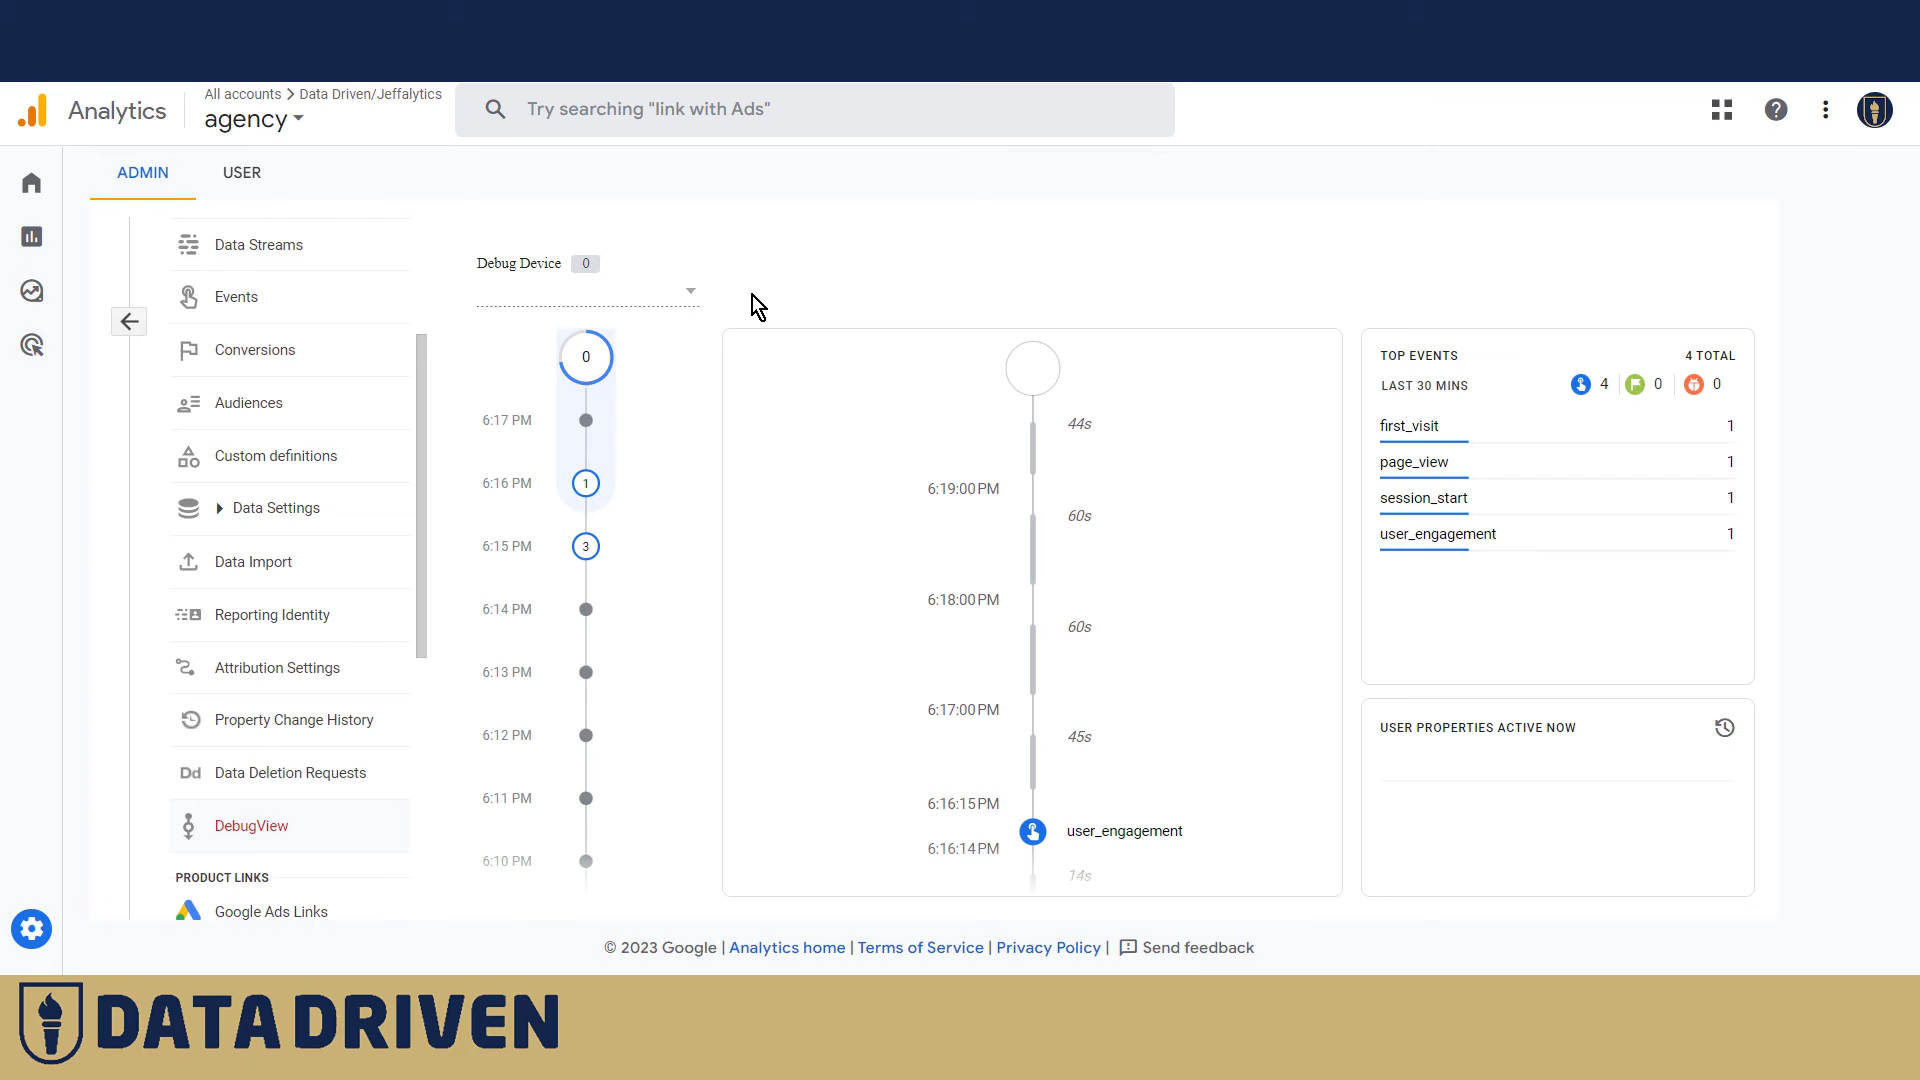 Analytics
All accounts > Data Driven/Jeffalytics
agency
Try searching "link with Ads"
ADMIN
USER
Data Streams
Events
Conversions
Audiences
Custom definitions
Data Settings
Data Import
Reporting Identity
Attribution Settings
Property Change History
Dd Data Deletion Requests
DebugView
PRODUCT LINKS
Google Ads Links
Debug Device 0
0
6:17 PM
6:16 PM 1
6:15 PM 3
6:14 PM
6:13 PM
6:12 PM
6:11 PM
6:10 PM
44s
6:19:00 PM
60s
6:18:00 PM
60s
6:17:00 PM
45s
6:16:15 PM
user_engagement
6:16:14 PM
14s
TOP EVENTS 4 TOTAL
LAST 30 MINS 4 0 0
first_visit 1
page_view 1
session_start 1
user_engagement 1
USER PROPERTIES ACTIVE NOW
© 2023 Google | Analytics home | Terms of Service | Privacy Policy | Send feedback
DATA DRIVEN